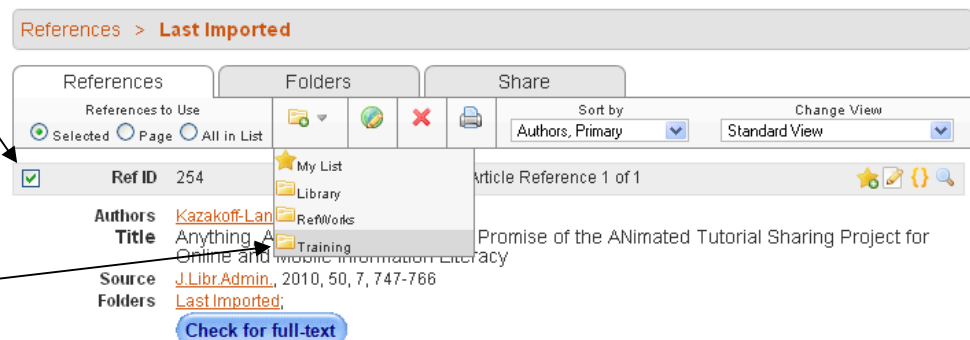 References > Last Imported
References Folders Share
References to Use Sort by Change View
Selected Page All in List Authors, Primary Standard View
My List
Library
RefWorks
Training
Ref ID 254 Article Reference 1 of 1
Authors Kazakoff-Lan
Title Anything, A Promise of the ANimated Tutorial Sharing Project for
Online and Mobile Information Literacy
Source J.Libr.Admin., 2010, 50, 7, 747-766
Folders Last Imported;
Check for full-text